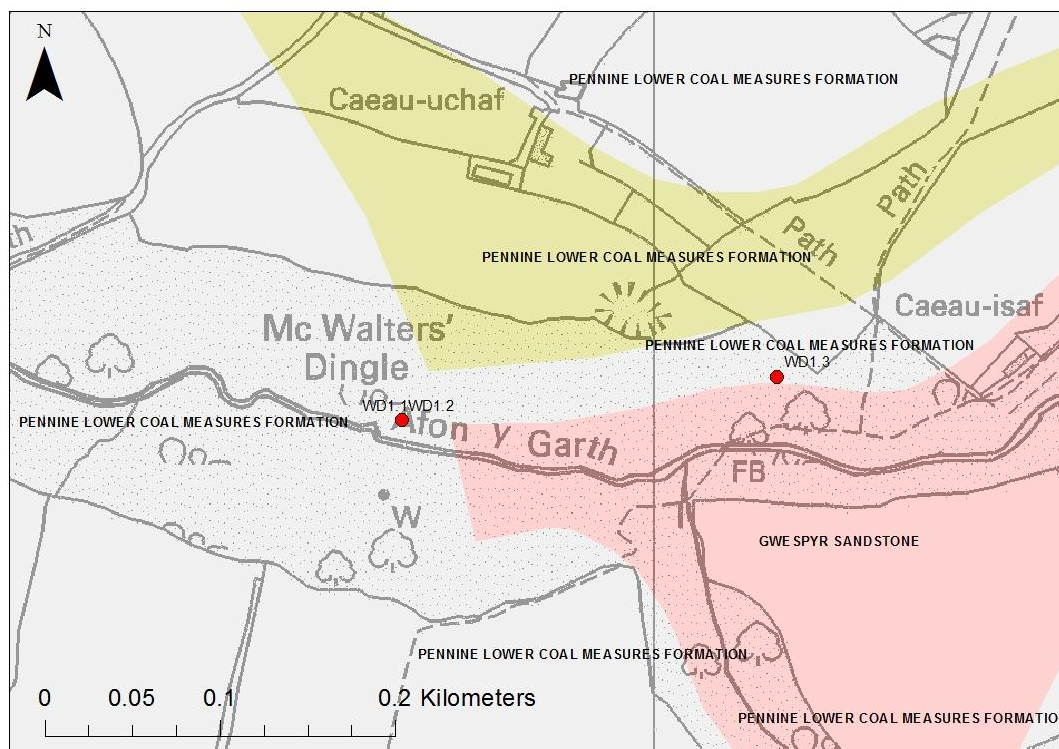 N
PENNINE LOWER COAL MEASURES FORMATION
Caeau-uchaf
Path
Path
th
PENNINE LOWER COAL MEASURES FORMATION
Caeau-isaf
Mc Walters'
Dingle
PENNINE LOWER COAL MEASURES FORMATION
WD1.3
WD1.1WD1.2
PENNINE LOWER COAL MEASURES FORMATION
Afon y Garth
FB
W
GWESPYR SANDSTONE
PENNINE LOWER COAL MEASURES FORMATION
0 0.05 0.1 0.2 Kilometers
PENNINE LOWER COAL MEASURES FORMATIO